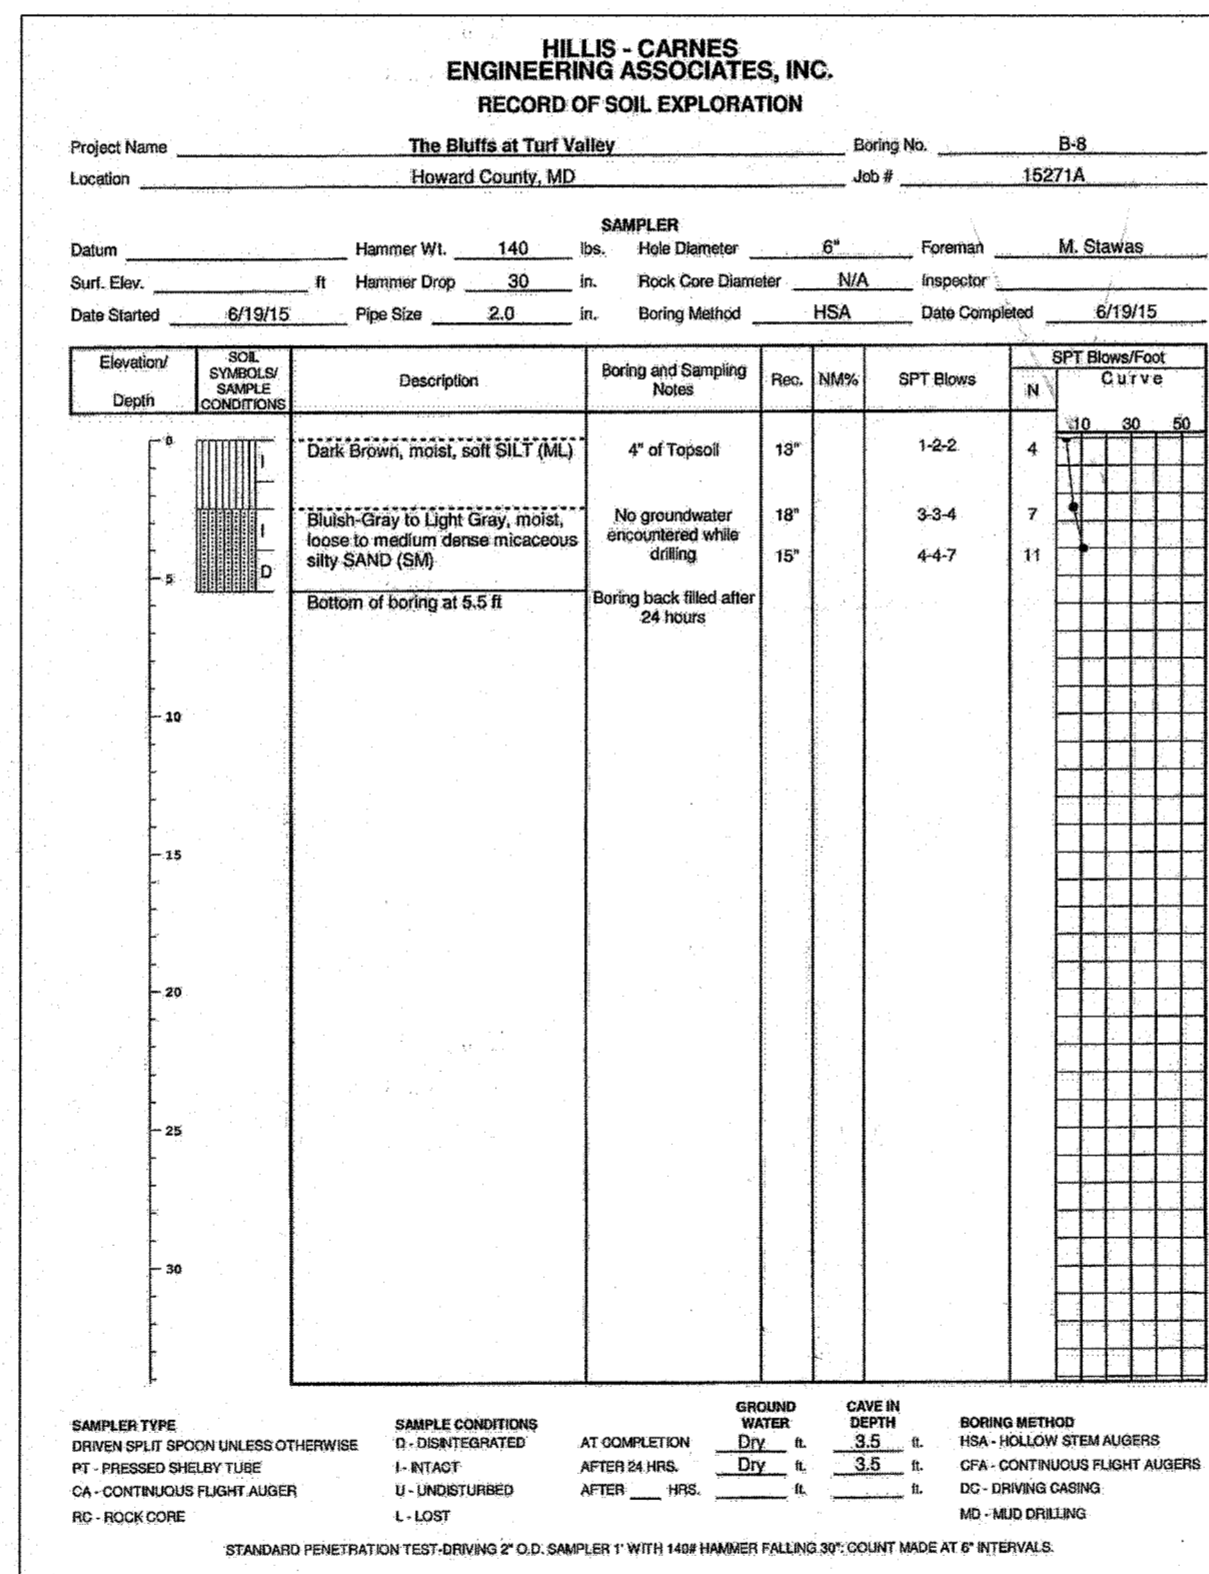 HILLIS - CARNES
ENGINEERING ASSOCIATES, INC.
RECORD OF SOIL EXPLORATION
Project Name The Bluffs at Turf Valley Boring No. B-8
Location Howard County, MD Job # 15271A
SAMPLER
Datum Hammer Wt. 140 lbs. Hole Diameter 6" Foreman M. Stawas
Surf. Elev. ft Hammer Drop 30 in. Rock Core Diameter N/A Inspector
Date Started 6/19/15 Pipe Size 2.0 in. Boring Method HSA Date Completed 6/19/15
Elevation/
Depth
SOIL
SYMBOLS/
SAMPLE
CONDITIONS
Description
Boring and Sampling
Notes
Rec.
NM%
SPT Blows
SPT Blows/Foot
N
Curve
10 30 50
0
Dark Brown, moist, soft SILT (ML) 4" of Topsoil 13" 1-2-2 4
I
Bluish-Gray to Light Gray, moist,
loose to medium dense micaceous
silty SAND (SM)
No groundwater
encountered while
drilling
18" 3-3-4 7
15" 4-4-7 11
I
D
5
Bottom of boring at 5.5 ft
Boring back filled after
24 hours
10
15
20
25
30
SAMPLER TYPE
DRIVEN SPLIT SPOON UNLESS OTHERWISE
PT - PRESSED SHELBY TUBE
CA - CONTINUOUS FLIGHT AUGER
RC - ROCK CORE
SAMPLE CONDITIONS
D - DISINTEGRATED
I - INTACT
U - UNDISTURBED
L - LOST
GROUND
WATER
CAVE IN
DEPTH
AT COMPLETION Dry ft. 3.5 ft.
AFTER 24 HRS. Dry ft. 3.5 ft.
AFTER ____ HRS. ft. ft.
BORING METHOD
HSA - HOLLOW STEM AUGERS
CFA - CONTINUOUS FLIGHT AUGERS
DC - DRIVING CASING
MD - MUD DRILLING
STANDARD PENETRATION TEST-DRIVING 2" O.D. SAMPLER 1' WITH 140# HAMMER FALLING 30": COUNT MADE AT 6" INTERVALS.